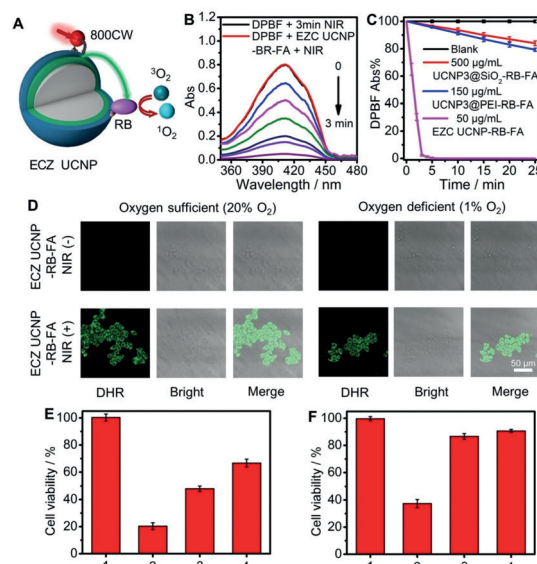 A
800CW
³O₂
RB
¹O₂
ECZ UCNP
B
DPBF + 3min NIR
DPBF + EZC UCNP
-BR-FA + NIR
0
3 min
Abs
0.8
0.6
0.4
0.2
0.0
360 390 420 450 480
Wavelength / nm
C
Blank
500 µg/mL
UCNP3@SiO₂-RB-FA
150 µg/mL
UCNP3@PEI-RB-FA
50 µg/mL
EZC UCNP-RB-FA
DPBF Abs%
100
80
60
40
20
0
0 5 10 15 20 25
Time / min
D
Oxygen sufficient (20% O₂)
Oxygen deficient (1% O₂)
ECZ UCNP
-RB-FA
NIR (-)
ECZ UCNP
-RB-FA
NIR (+)
50 µm
DHR Bright Merge
DHR Bright Merge
E
Cell viability / %
100
80
60
40
20
0
1
F
Cell viability / %
100
80
60
40
20
0
1